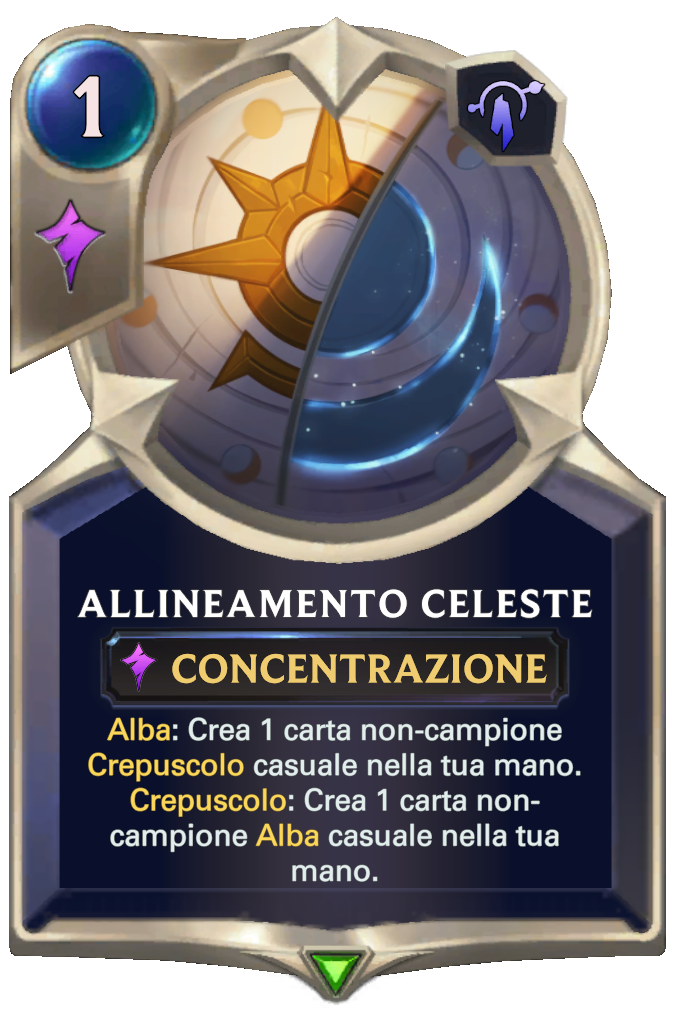 1
ALLINEAMENTO CELESTE
CONCENTRAZIONE
Alba: Crea 1 carta non-campione
Crepuscolo casuale nella tua mano.
Crepuscolo: Crea 1 carta non-
campione Alba casuale nella tua
mano.